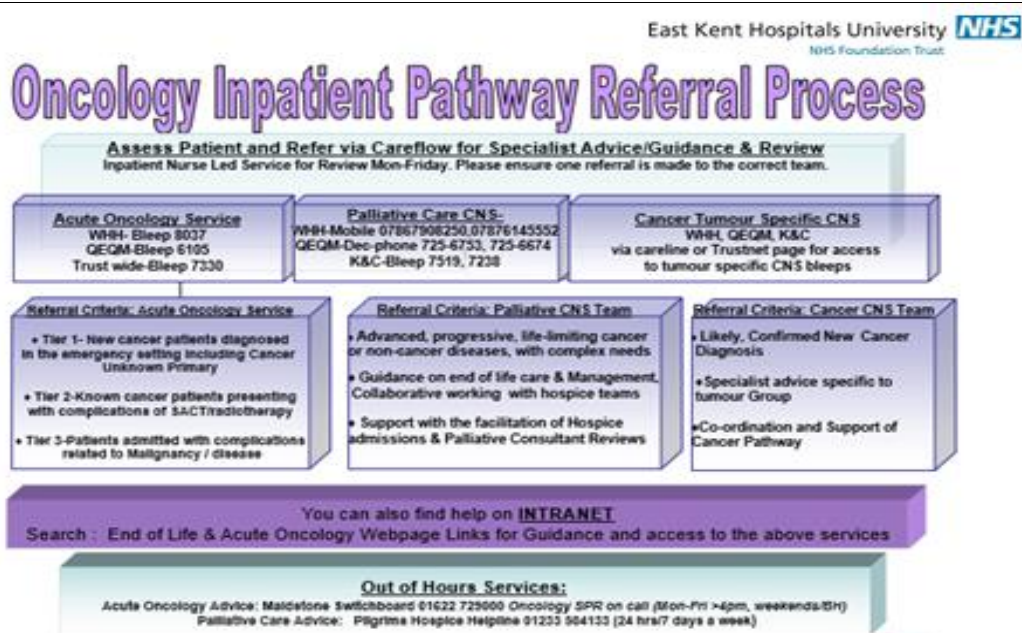 East Kent Hospitals University NHS
NHS Foundation Trust
Oncology Inpatient Pathway Referral Process
Assess Patient and Refer via Careflow for Specialist Advice/Guidance & Review
Inpatient Nurse Led Service for Review Mon-Friday. Please ensure one referral is made to the correct team.
Acute Oncology Service
WHH- Bleep 8037
QEQM-Bleep 6105
Trust wide-Bleep 7330
Palliative Care CNS-
WHH-Mobile 07867908250,07876145552
QEQM-Dec-phone 725-6753, 725-6674
K&C-Bleep 7519, 7238
Cancer Tumour Specific CNS
WHH, QEQM, K&C
via careline or Trustnet page for access
to tumour specific CNS bleeps
Referral Criteria: Acute Oncology Service
• Tier 1- New cancer patients diagnosed
in the emergency setting including Cancer
Unknown Primary
• Tier 2-Known cancer patients presenting
with complications of SACT/radiotherapy
• Tier 3-Patients admitted with complications
related to Malignancy / disease
Referral Criteria: Palliative CNS Team
• Advanced, progressive, life-limiting cancer
or non-cancer diseases, with complex needs
• Guidance on end of life care & Management,
Collaborative working with hospice teams
• Support with the facilitation of Hospice
admissions & Palliative Consultant Reviews
Referral Criteria: Cancer CNS Team
• Likely, Confirmed New Cancer
Diagnosis
•Specialist advice specific to
tumour Group
•Co-ordination and Support of
Cancer Pathway
You can also find help on INTRANET
Search : End of Life & Acute Oncology Webpage Links for Guidance and access to the above services
Out of Hours Services:
Acute Oncology Advice: Maidstone Switchboard 01622 729000 Oncology SPR on call (Mon-Fri >4pm, weekends/BH)
Palliative Care Advice: Pilgrims Hospice Helpline 01233 504133 (24 hrs/7 days a week)